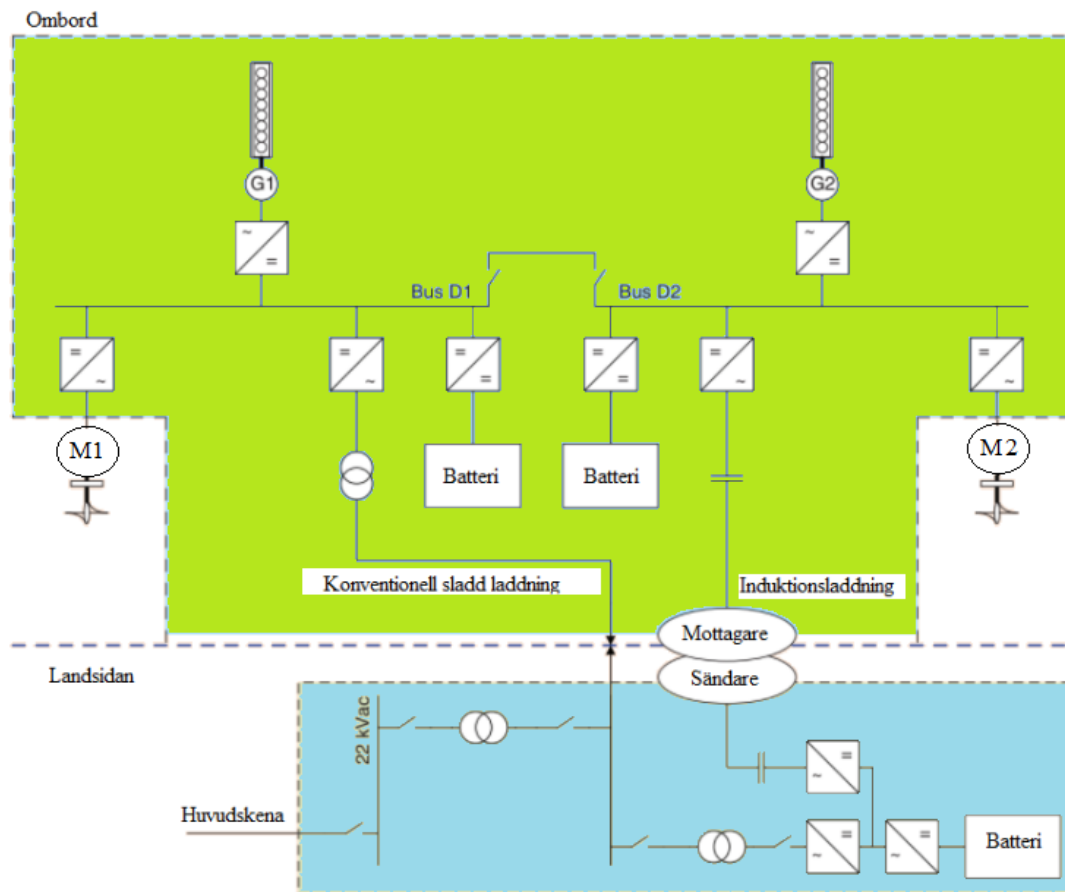 Ombord
G1
G2
Bus D1
Bus D2
M1
M2
Batteri
Batteri
Konventionell sladd laddning
Induktionsladdning
Mottagare
Landsidan
Sändare
22 kVac
Huvudskena
Batteri